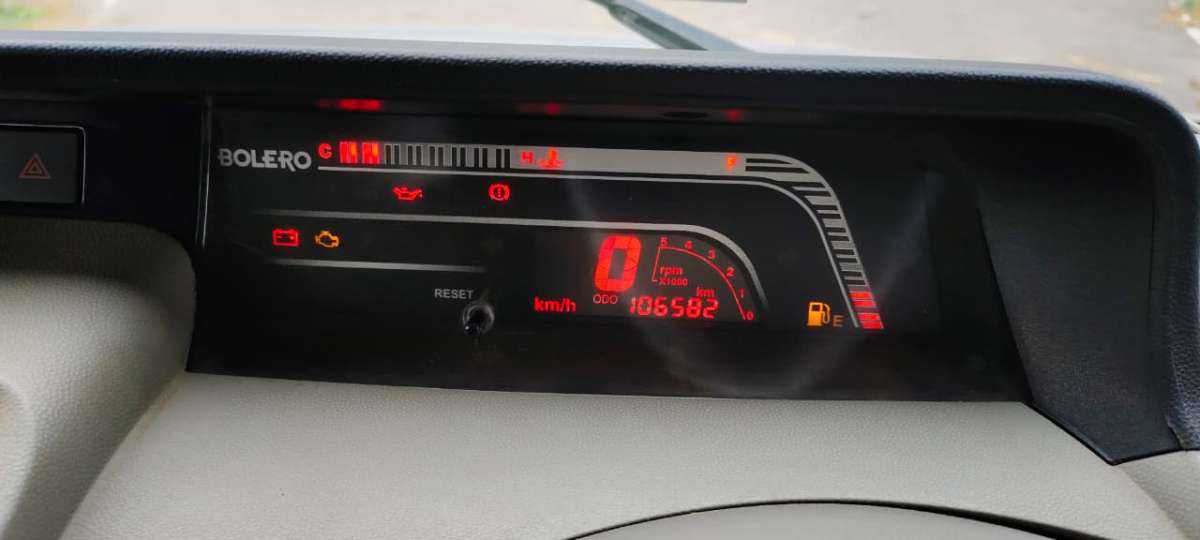 BOLERO C H F
RESET
0 km/h
5 4 3 2 1 0
rpm
X1000
ODO 106582 km
E